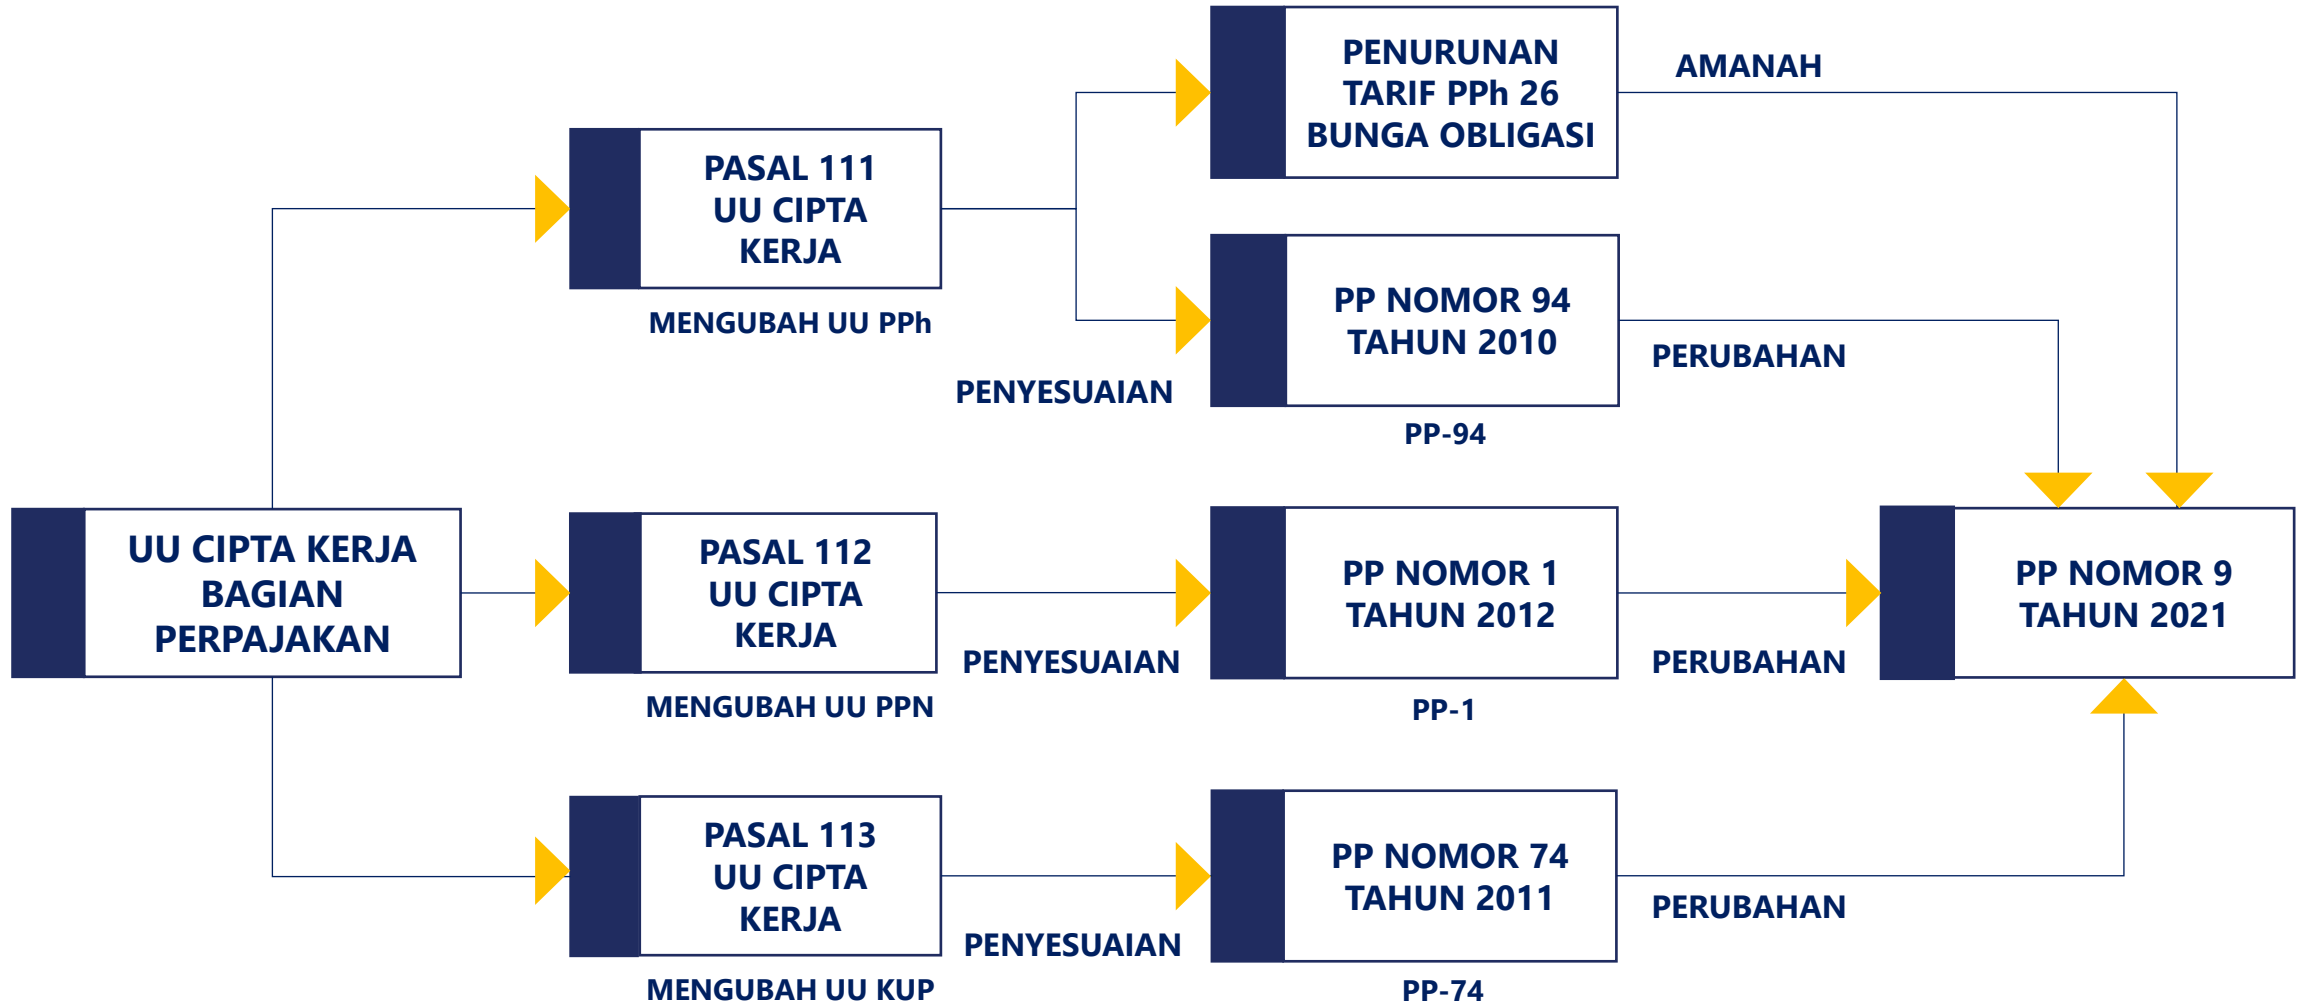 UU CIPTA KERJA
BAGIAN
PERPAJAKAN
PASAL 111
UU CIPTA
KERJA
MENGUBAH UU PPh
PENURUNAN
TARIF PPh 26
BUNGA OBLIGASI
AMANAH
PENYESUAIAN
PP NOMOR 94
TAHUN 2010
PP-94
PERUBAHAN
PASAL 112
UU CIPTA
KERJA
MENGUBAH UU PPN
PENYESUAIAN
PP NOMOR 1
TAHUN 2012
PP-1
PERUBAHAN
PP NOMOR 9
TAHUN 2021
PASAL 113
UU CIPTA
KERJA
MENGUBAH UU KUP
PENYESUAIAN
PP NOMOR 74
TAHUN 2011
PP-74
PERUBAHAN